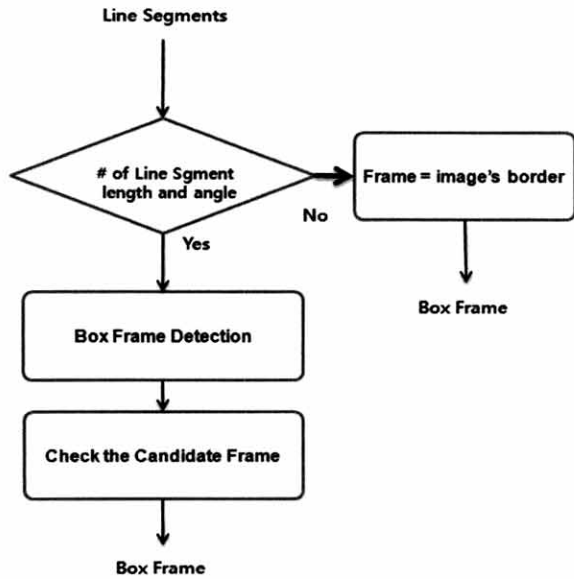 Line Segments
# of Line Sgment
length and angle
Frame = image's border
No
Yes
Box Frame
Box Frame Detection
Check the Candidate Frame
Box Frame